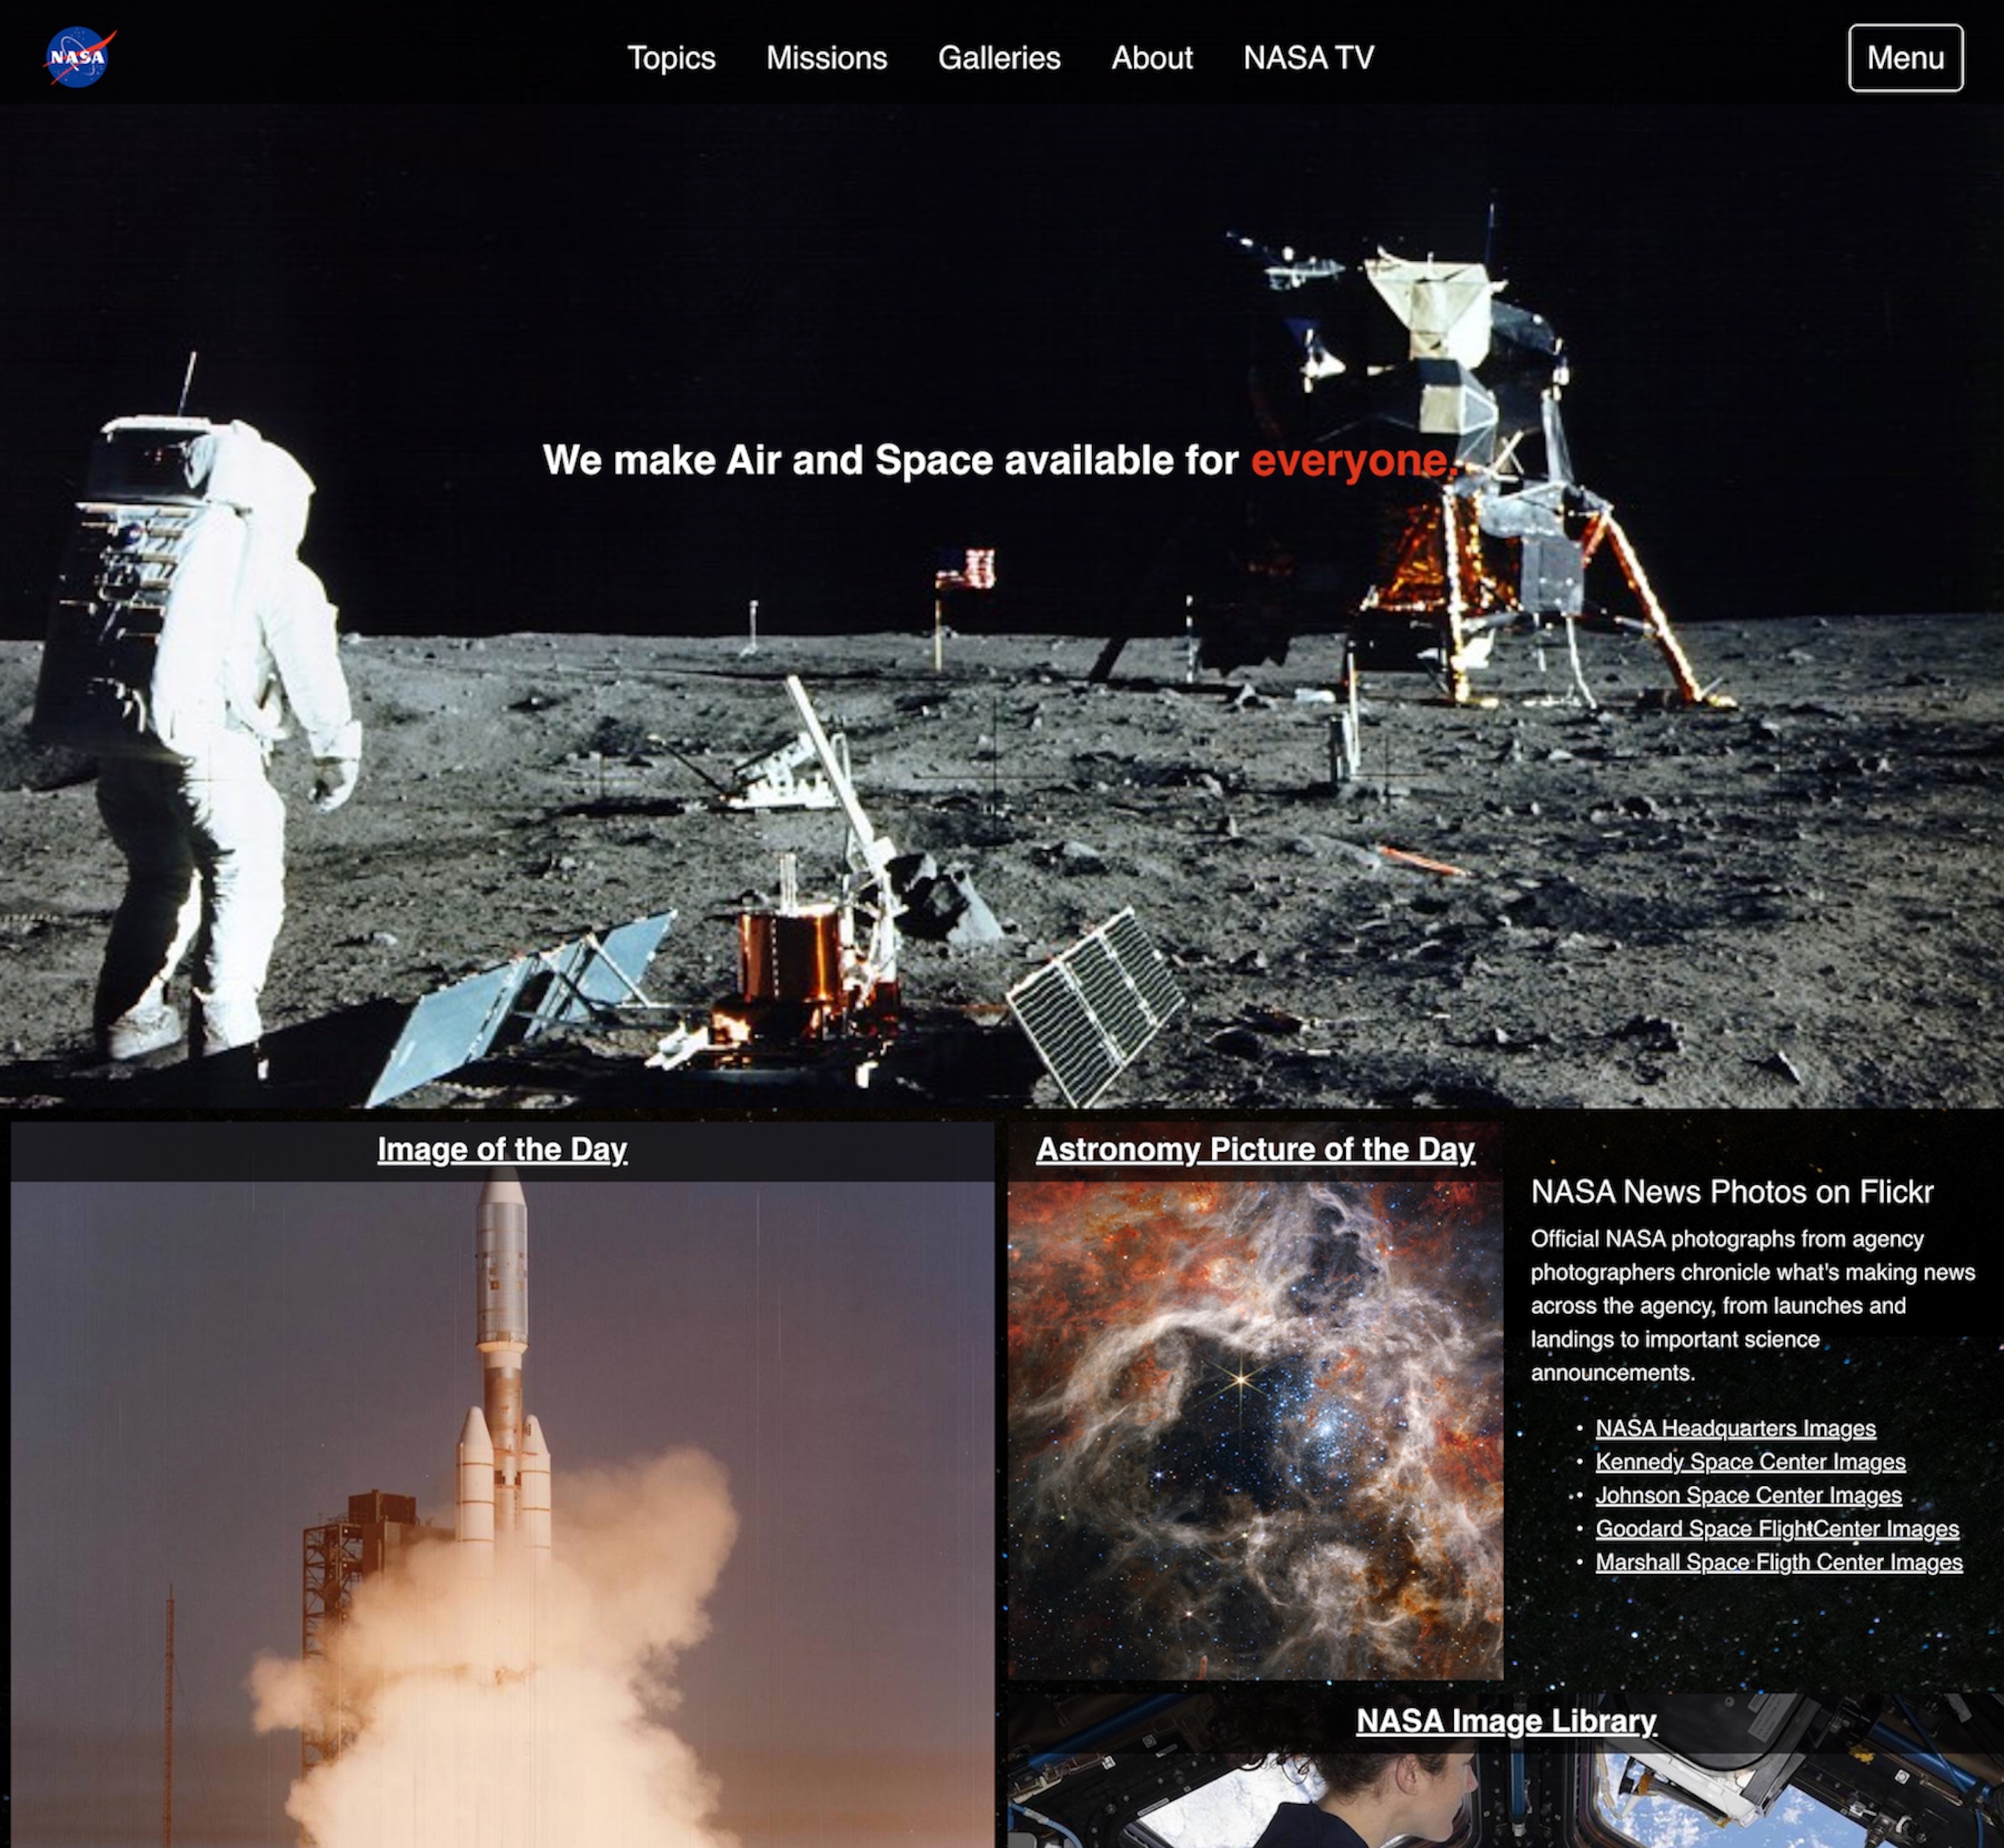 NASA
Topics Missions Galleries About NASA TV Menu
We make Air and Space available for everyone.
Image of the Day
Astronomy Picture of the Day
NASA News Photos on Flickr
Official NASA photographs from agency
photographers chronicle what's making news
across the agency, from launches and
landings to important science
announcements.
• NASA Headquarters Images
• Kennedy Space Center Images
• Johnson Space Center Images
• Goodard Space FlightCenter Images
• Marshall Space Fligth Center Images
NASA Image Library